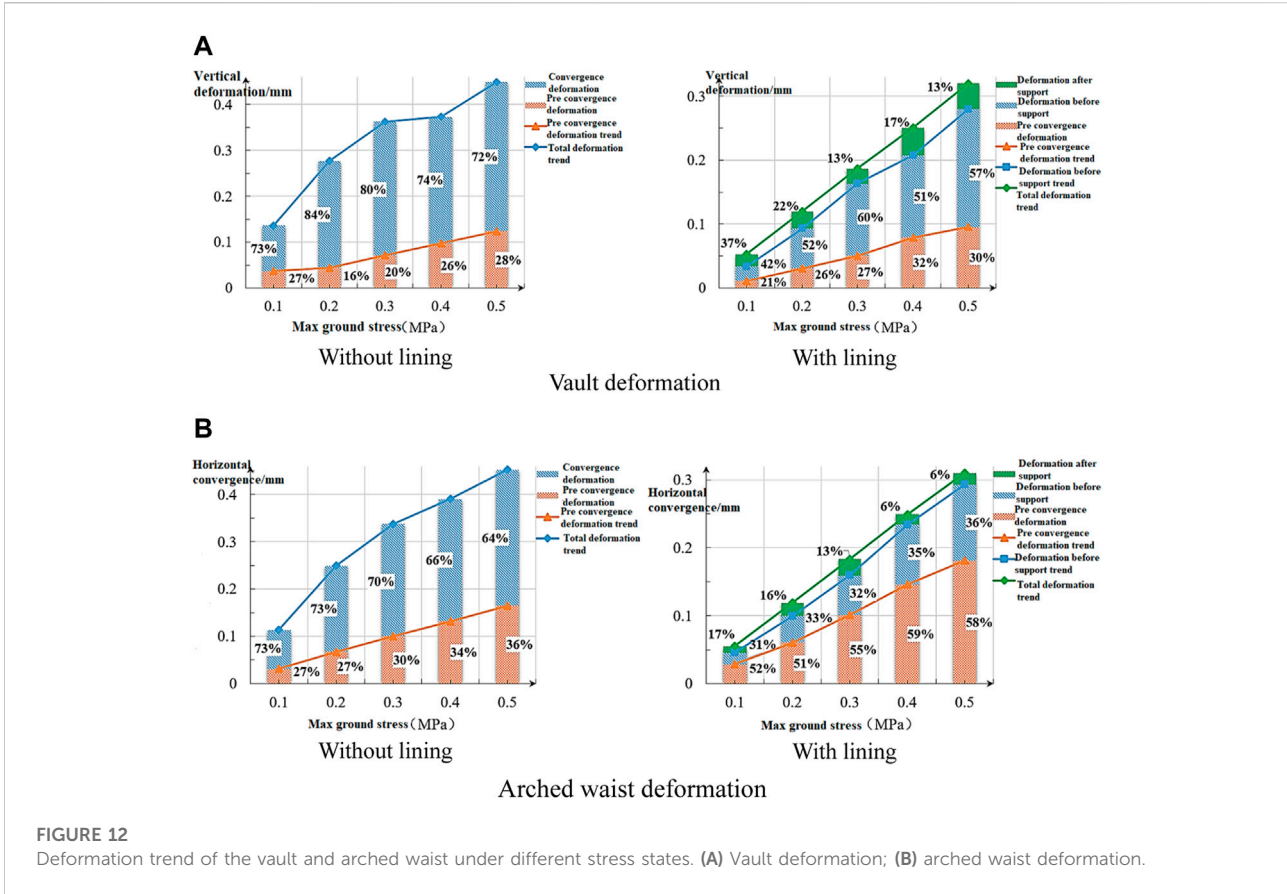 A
Vertical
deformation/mm
0.4
0.3
0.2
0.1
0
73%
84%
80%
74%
72%
27%
16%
20%
26%
28%
0.1 0.2 0.3 0.4 0.5
Max ground stress(MPa)
Without lining
Convergence
deformation
Pre convergence
deformation
Pre convergence
deformation trend
Total deformation
trend
Vertical
deformation/mm
0.3
0.2
0.1
0
37%
22%
13%
17%
13%
42%
52%
60%
51%
57%
21%
26%
27%
32%
30%
0.1 0.2 0.3 0.4 0.5
Max ground stress(MPa)
With lining
Deformation after
support
Deformation before
support
Pre convergence
deformation
Pre convergence
deformation trend
Deformation before
support trend
Total deformation
trend
Vault deformation
B
Horizontal
convergence/mm
0.4
0.3
0.2
0.1
0
73%
73%
70%
66%
64%
27%
27%
30%
34%
36%
0.1 0.2 0.3 0.4 0.5
Max ground stress(MPa)
Without lining
Convergence
deformation
Pre convergence
deformation
Pre convergence
deformation trend
Total deformation
trend
Horizontal
convergence/mm
0.3
0.2
0.1
0
17%
16%
13%
6%
6%
31%
33%
32%
35%
36%
52%
51%
55%
59%
58%
0.1 0.2 0.3 0.4 0.5
Max ground stress(MPa)
With lining
Deformation after
support
Deformation before
support
Pre convergence
deformation
Pre convergence
deformation trend
Deformation before
support trend
Total deformation
trend
Arched waist deformation
FIGURE 12
Deformation trend of the vault and arched waist under different stress states. (A) Vault deformation; (B) arched waist deformation.